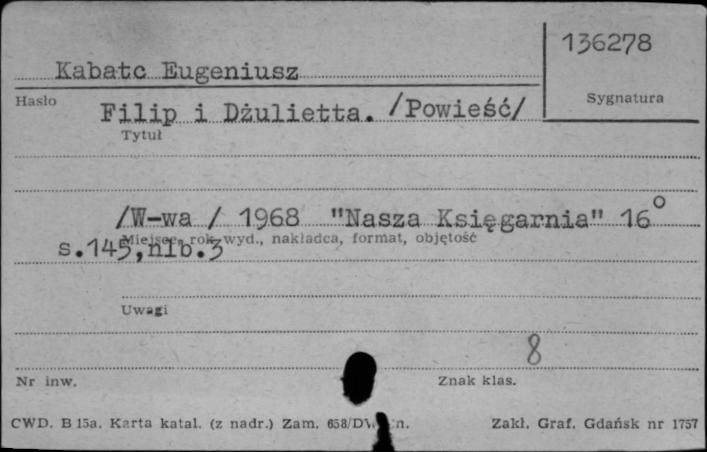 136278
Kabatc Eugeniusz
Hasło
Sygnatura
Filip i Dżulietta. /Powieść/
Tytuł
/W-wa / 1968 "Nasza Księgarnia" 16°
Miejsce, rok wyd., nakładca, format, objętość
s.143,nlb.3
Uwagi
8
Nr inw.
Znak klas.
CWD. B 15a. Karta katal. (z nadr.) Zam. 658/
Zakł. Graf. Gdańsk nr 1757